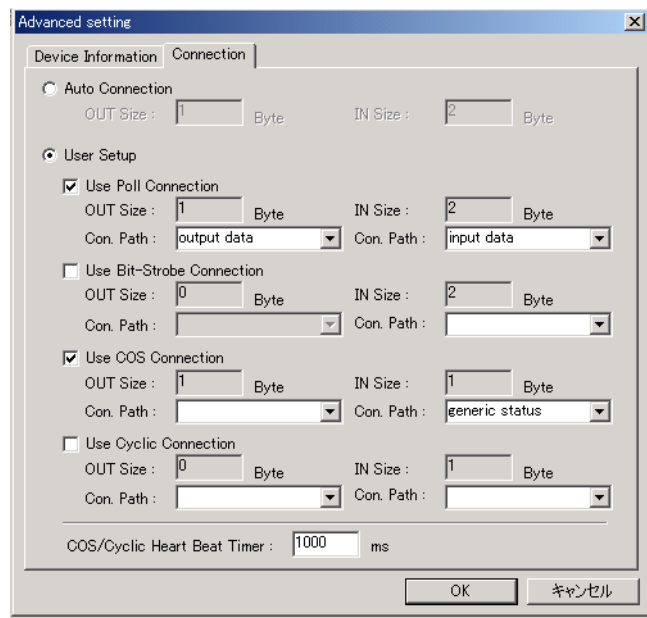 Advanced setting
Device Information Connection
Auto Connection
OUT Size : 1 Byte IN Size : 2 Byte
User Setup
Use Poll Connection
OUT Size : 1 Byte IN Size : 2 Byte
Con. Path : output data Con. Path : input data
Use Bit-Strobe Connection
OUT Size : 0 Byte IN Size : 2 Byte
Con. Path : Con. Path :
Use COS Connection
OUT Size : 1 Byte IN Size : 1 Byte
Con. Path : Con. Path : generic status
Use Cyclic Connection
OUT Size : 0 Byte IN Size : 1 Byte
Con. Path : Con. Path :
COS/Cyclic Heart Beat Timer : 1000 ms
OK キャンセル